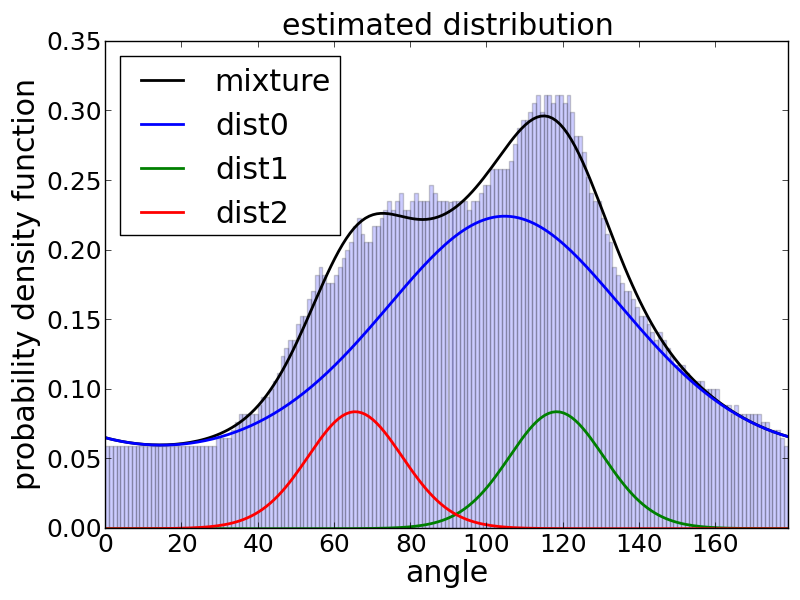 estimated distribution
probability density function
0.35
0.30
0.25
0.20
0.15
0.10
0.05
0.00
mixture
dist0
dist1
dist2
0 20 40 60 80 100 120 140 160
angle